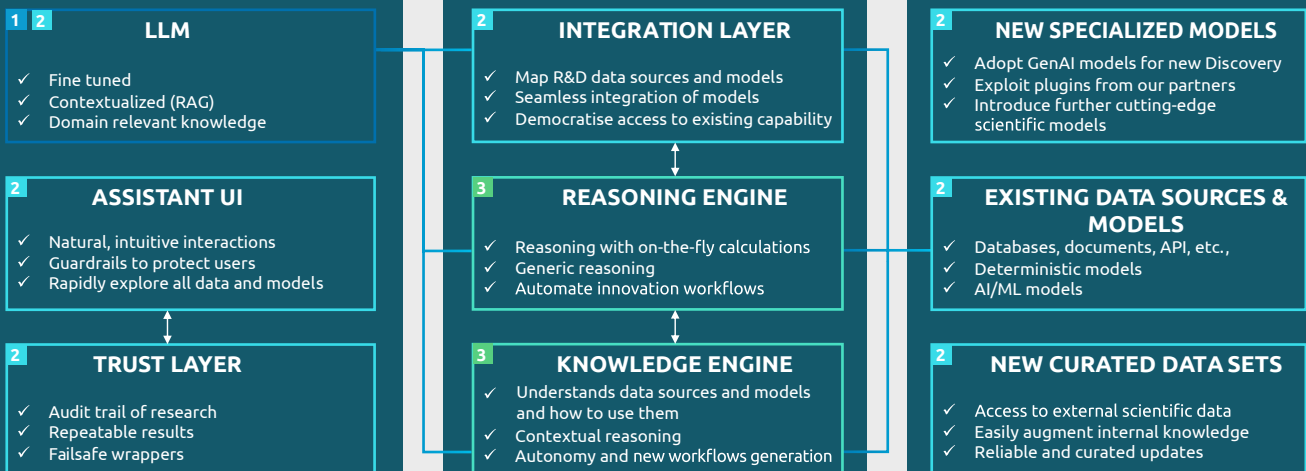 1 2
LLM
✓ Fine tuned
✓ Contextualized (RAG)
✓ Domain relevant knowledge
2
ASSISTANT UI
✓ Natural, intuitive interactions
✓ Guardrails to protect users
✓ Rapidly explore all data and models
2
TRUST LAYER
✓ Audit trail of research
✓ Repeatable results
✓ Failsafe wrappers
2
INTEGRATION LAYER
✓ Map R&D data sources and models
✓ Seamless integration of models
✓ Democratise access to existing capability
3
REASONING ENGINE
✓ Reasoning with on-the-fly calculations
✓ Generic reasoning
✓ Automate innovation workflows
3
KNOWLEDGE ENGINE
✓ Understands data sources and models
and how to use them
✓ Contextual reasoning
✓ Autonomy and new workflows generation
2
NEW SPECIALIZED MODELS
✓ Adopt GenAI models for new Discovery
✓ Exploit plugins from our partners
✓ Introduce further cutting-edge
scientific models
2
EXISTING DATA SOURCES &
MODELS
✓ Databases, documents, API, etc.,
✓ Deterministic models
✓ AI/ML models
2
NEW CURATED DATA SETS
✓ Access to external scientific data
✓ Easily augment internal knowledge
✓ Reliable and curated updates